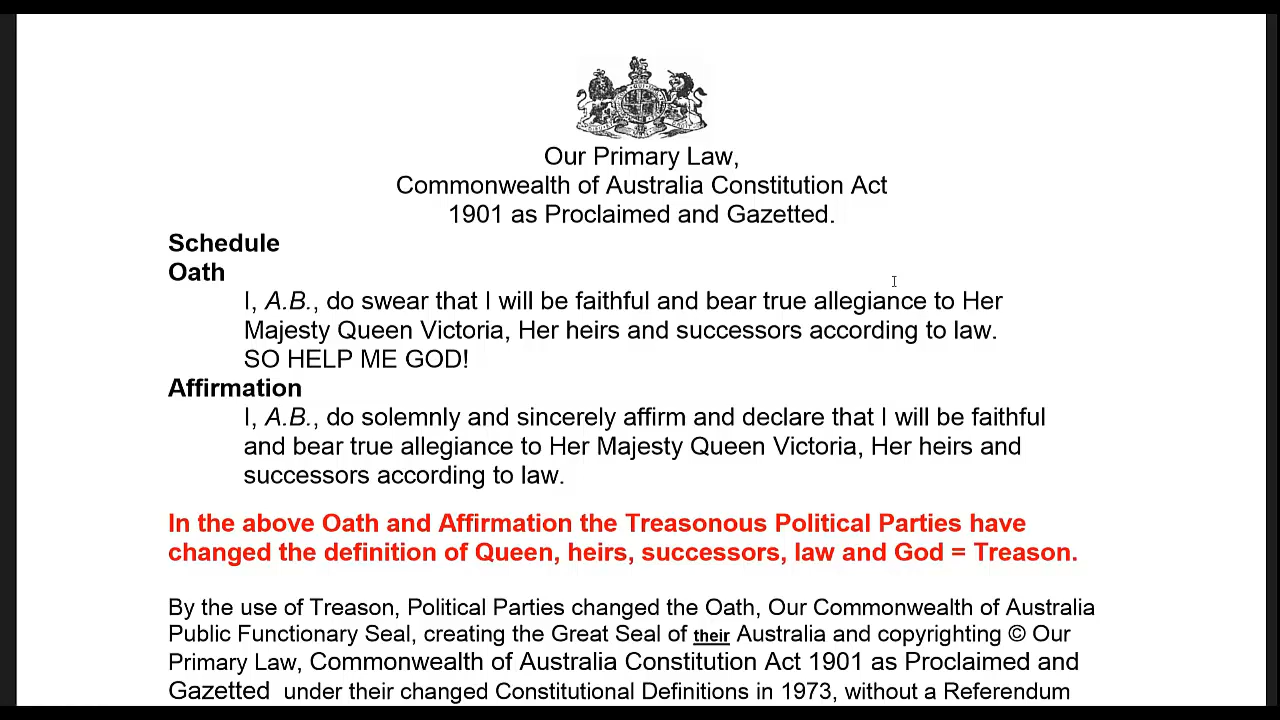 Our Primary Law,
Commonwealth of Australia Constitution Act
1901 as Proclaimed and Gazetted.
Schedule
Oath
I, A.B., do swear that I will be faithful and bear true allegiance to Her
Majesty Queen Victoria, Her heirs and successors according to law.
SO HELP ME GOD!
Affirmation
I, A.B., do solemnly and sincerely affirm and declare that I will be faithful
and bear true allegiance to Her Majesty Queen Victoria, Her heirs and
successors according to law.
In the above Oath and Affirmation the Treasonous Political Parties have
changed the definition of Queen, heirs, successors, law and God = Treason.
By the use of Treason, Political Parties changed the Oath, Our Commonwealth of Australia
Public Functionary Seal, creating the Great Seal of their Australia and copyrighting © Our
Primary Law, Commonwealth of Australia Constitution Act 1901 as Proclaimed and
Gazetted under their changed Constitutional Definitions in 1973, without a Referendum